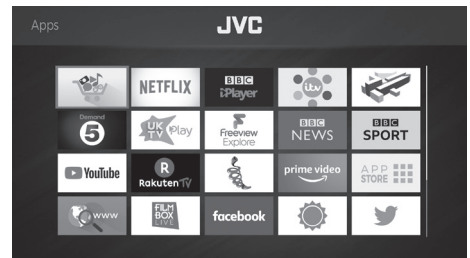 Apps
JVC
NETFLIX
BBC
iPlayer
itv
Demand
5
UK
TV Play
Freeview
Explore
BBC
NEWS
BBC
SPORT
YouTube
R
Rakuten TV
prime video
APP
STORE
www
FILM
BOX
LIVE
facebook